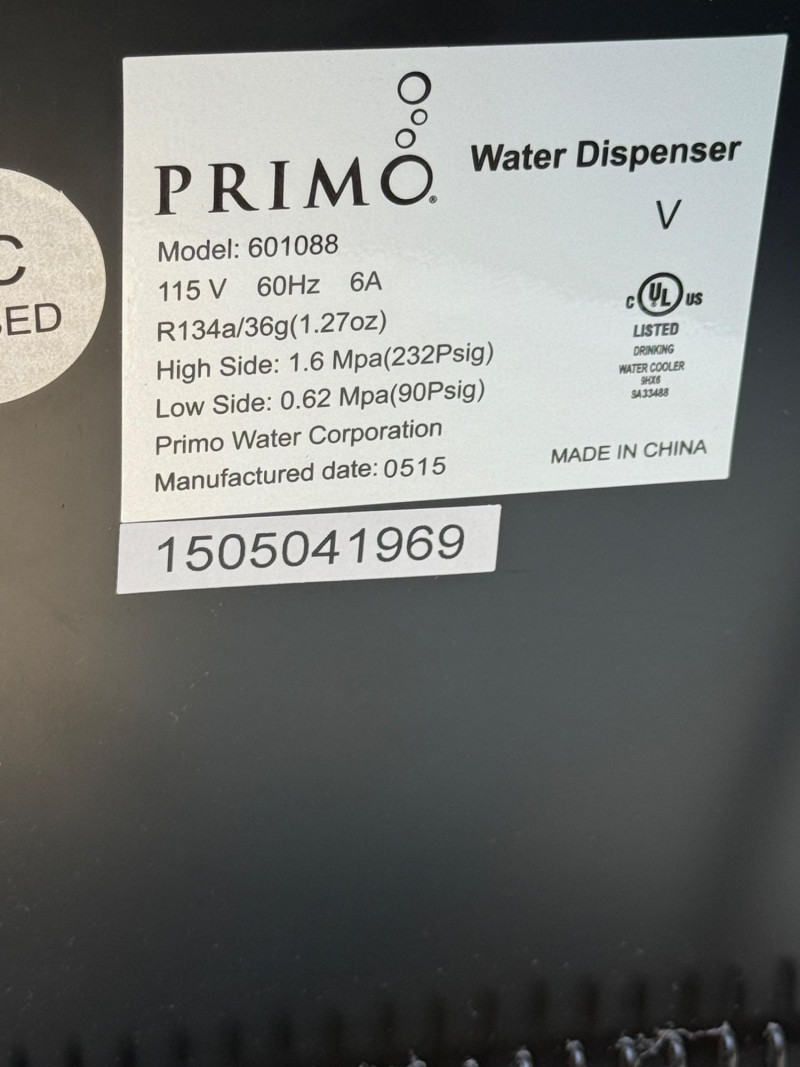 PRIMO®
Water Dispenser
V
Model: 601088
115 V 60Hz 6A
R134a/36g(1.27oz)
High Side: 1.6 Mpa(232Psig)
Low Side: 0.62 Mpa(90Psig)
Primo Water Corporation
Manufactured date: 0515
C UL US
LISTED
DRINKING
WATER COOLER
9HX6
SA33488
MADE IN CHINA
1505041969
C
ED